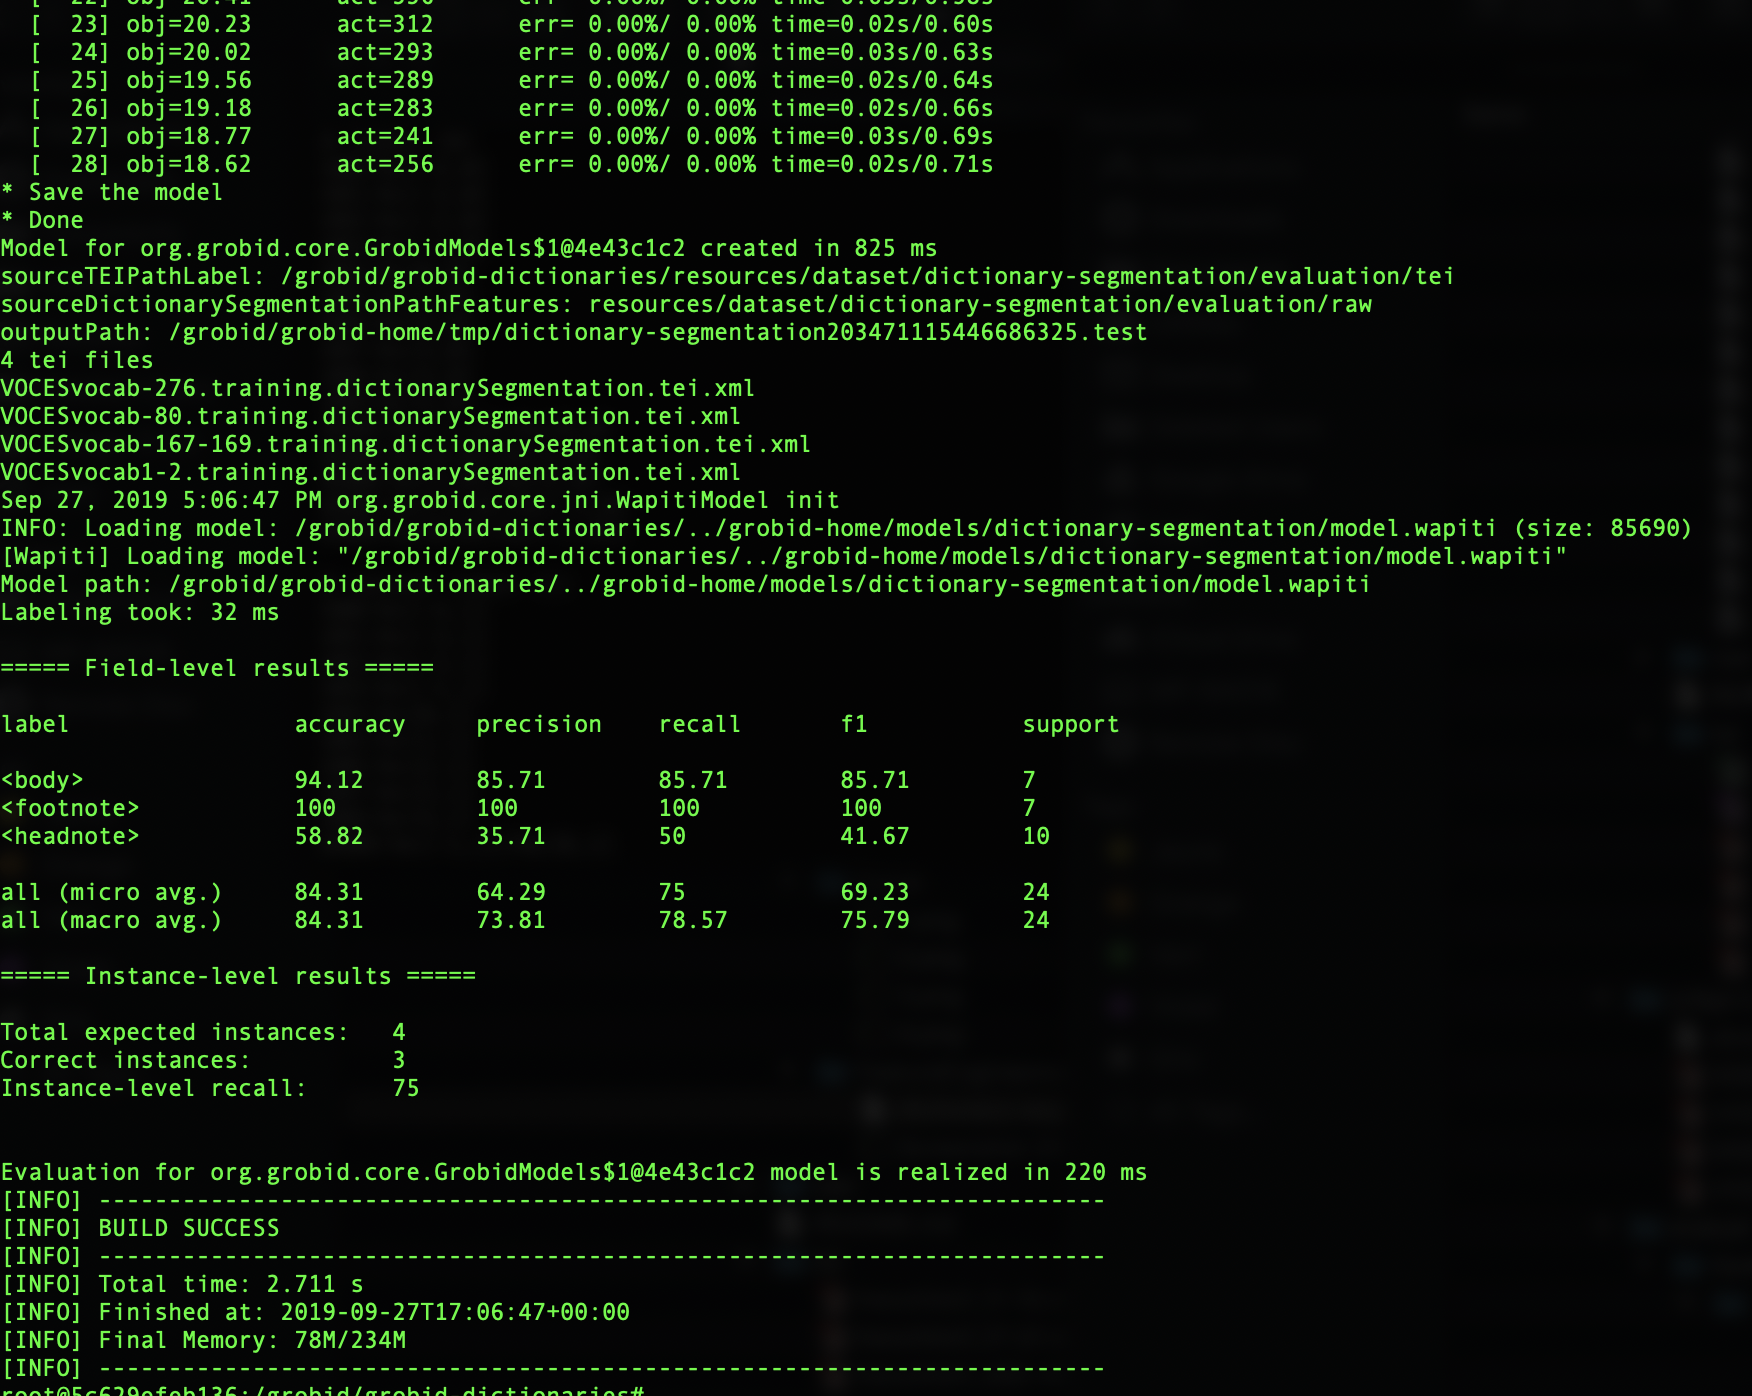 [  23] obj=20.23      act=312      err= 0.00%/ 0.00% time=0.02s/0.60s
[  24] obj=20.02      act=293      err= 0.00%/ 0.00% time=0.03s/0.63s
[  25] obj=19.56      act=289      err= 0.00%/ 0.00% time=0.02s/0.64s
[  26] obj=19.18      act=283      err= 0.00%/ 0.00% time=0.02s/0.66s
[  27] obj=18.77      act=241      err= 0.00%/ 0.00% time=0.03s/0.69s
[  28] obj=18.62      act=256      err= 0.00%/ 0.00% time=0.02s/0.71s
* Save the model
* Done
Model for org.grobid.core.GrobidModels$1@4e43c1c2 created in 825 ms
sourceTEIPathLabel: /grobid/grobid-dictionaries/resources/dataset/dictionary-segmentation/evaluation/tei
sourceDictionarySegmentationPathFeatures: resources/dataset/dictionary-segmentation/evaluation/raw
outputPath: /grobid/grobid-home/tmp/dictionary-segmentation203471115446686325.test
4 tei files
VOCESvocab-276.training.dictionarySegmentation.tei.xml
VOCESvocab-80.training.dictionarySegmentation.tei.xml
VOCESvocab-167-169.training.dictionarySegmentation.tei.xml
VOCESvocab1-2.training.dictionarySegmentation.tei.xml
Sep 27, 2019 5:06:47 PM org.grobid.core.jni.WapitiModel init
INFO: Loading model: /grobid/grobid-dictionaries/../grobid-home/models/dictionary-segmentation/model.wapiti (size: 85690)
[Wapiti] Loading model: "/grobid/grobid-dictionaries/../grobid-home/models/dictionary-segmentation/model.wapiti"
Model path: /grobid/grobid-dictionaries/../grobid-home/models/dictionary-segmentation/model.wapiti
Labeling took: 32 ms
===== Field-level results =====
label                accuracy     precision    recall       f1           support
<body>               94.12        85.71        85.71        85.71        7
<footnote>           100          100          100          100          7
<headnote>           58.82        35.71        50           41.67        10
all (micro avg.)     84.31        64.29        75           69.23        24
all (macro avg.)     84.31        73.81        78.57        75.79        24
===== Instance-level results =====
Total expected instances:   4
Correct instances:          3
Instance-level recall:      75
Evaluation for org.grobid.core.GrobidModels$1@4e43c1c2 model is realized in 220 ms
[INFO] ------------------------------------------------------------------------
[INFO] BUILD SUCCESS
[INFO] ------------------------------------------------------------------------
[INFO] Total time: 2.711 s
[INFO] Finished at: 2019-09-27T17:06:47+00:00
[INFO] Final Memory: 78M/234M
[INFO] ------------------------------------------------------------------------
root@5c629efeb136:/grobid/grobid-dictionaries#